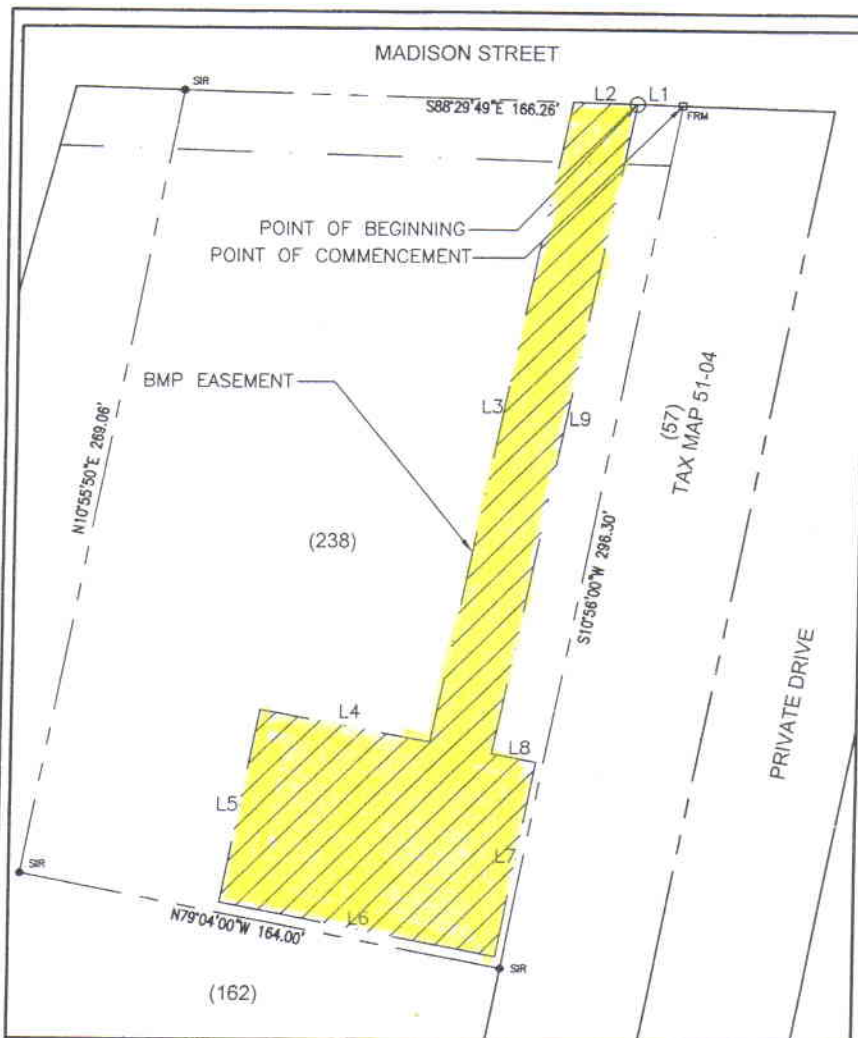 MADISON STREET
SIR
S88°29'49"E 166.26'
L2
L1
FRM
POINT OF BEGINNING
POINT OF COMMENCEMENT
BMP EASEMENT
L3
L9
(57)
TAX MAP 51-04
N10°55'50"E 269.06'
(238)
S10°56'00"W 296.30'
PRIVATE DRIVE
L4
L8
L5
L7
SIR
L6
N79°04'00"W 164.00'
SIR
(162)